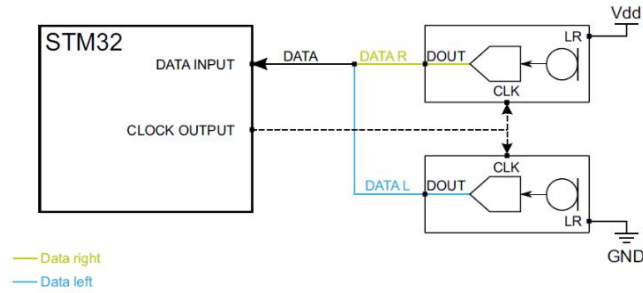 Vdd
STM32
LR
DATA INPUT
DATA
DATA R
DOUT
CLK
CLOCK OUTPUT
CLK
DATA L
DOUT
LR
GND
Data right
Data left